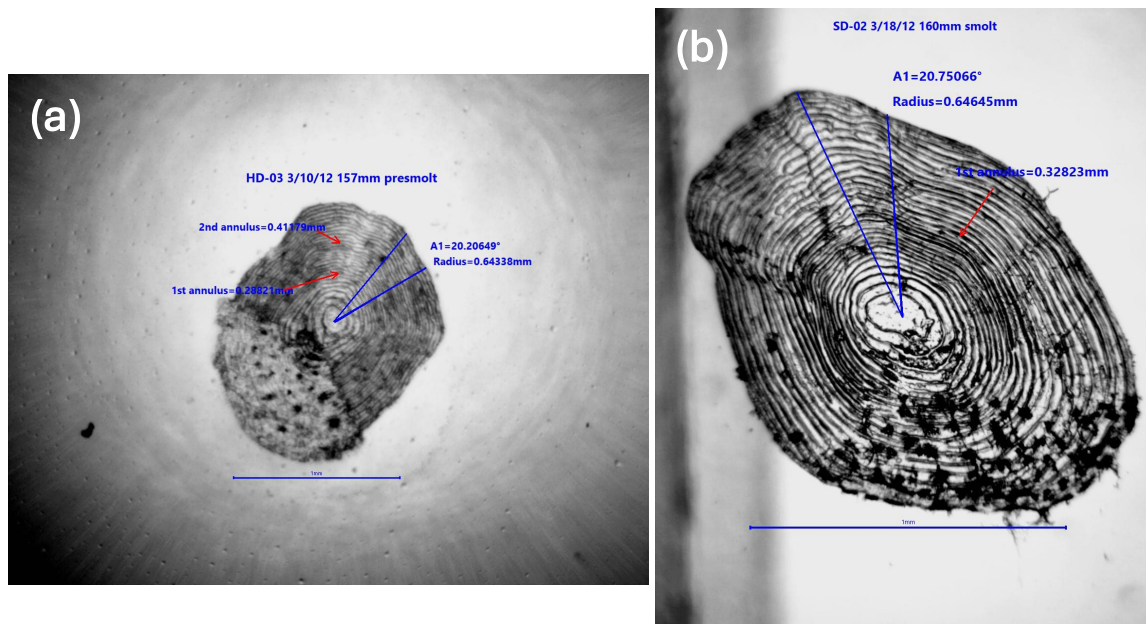 (a)
HD-03 3/10/12 157mm presmolt
2nd annulus=0.41179mm
A1=20.20649°
Radius=0.64338mm
1st annulus=0.28821mm
1mm
(b)
SD-02 3/18/12 160mm smolt
A1=20.75066°
Radius=0.64645mm
1st annulus=0.32823mm
1mm